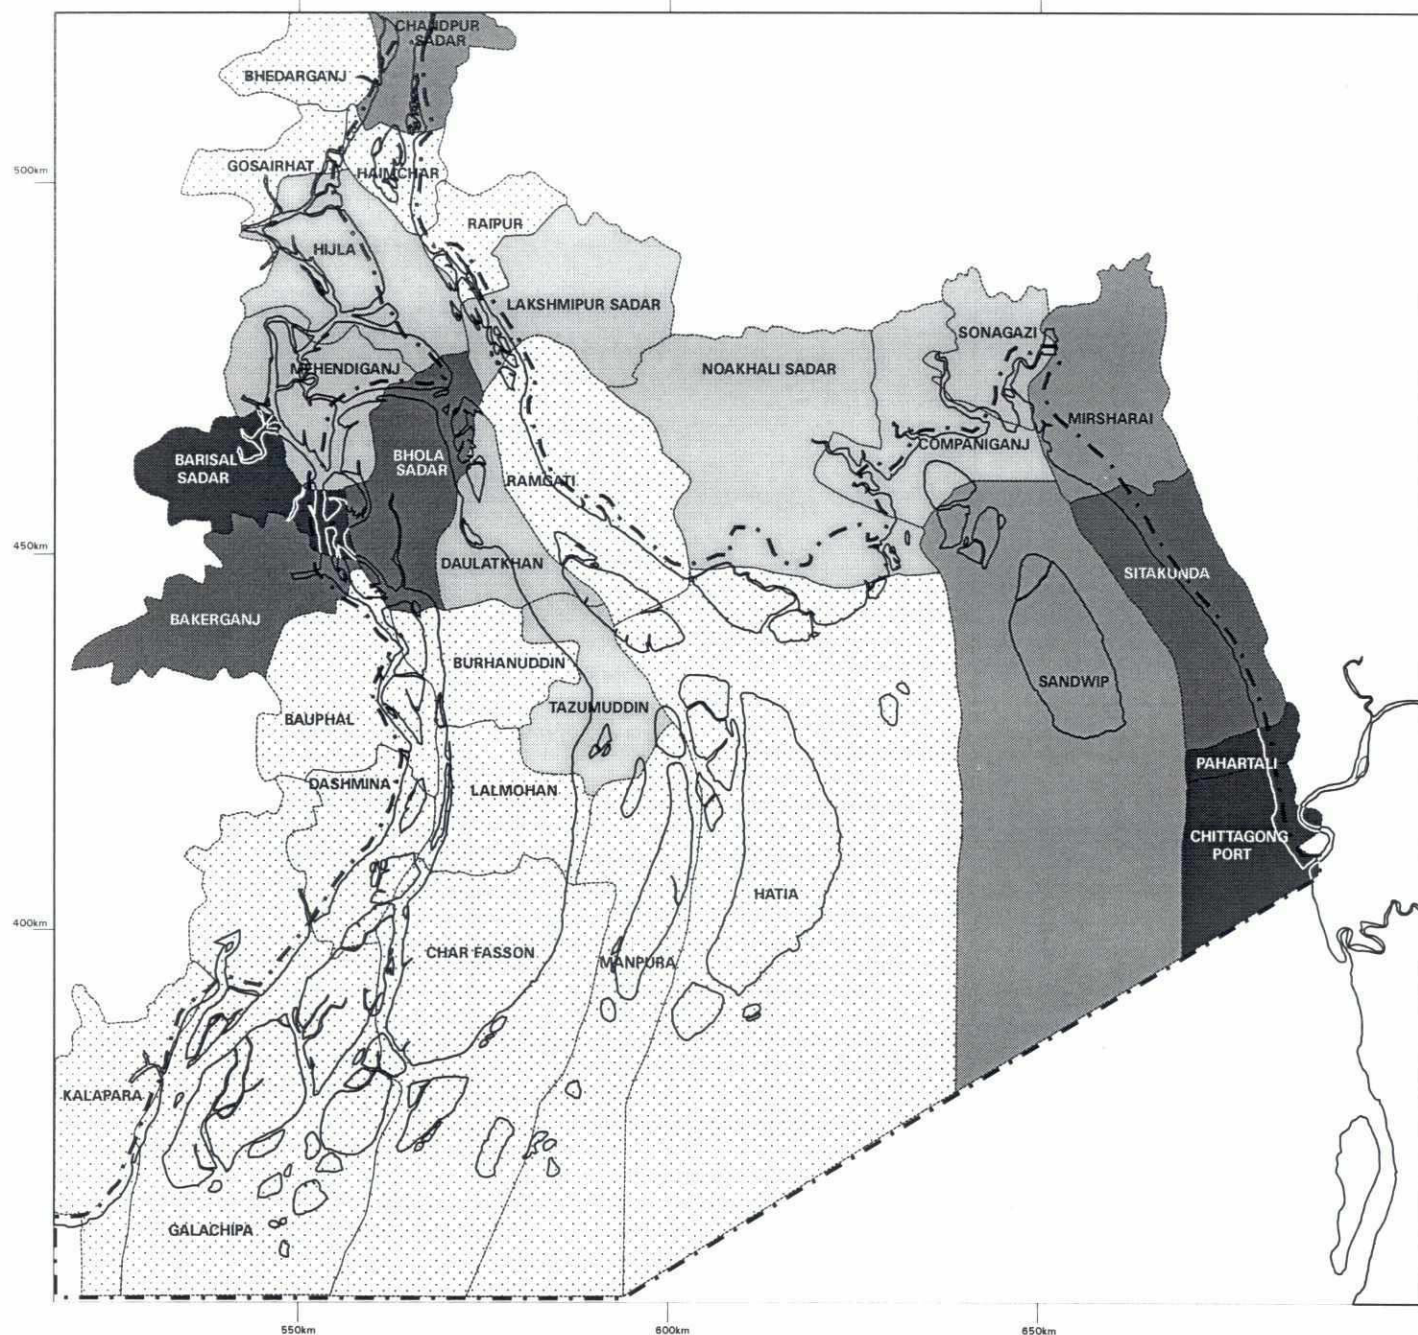 CHANDPUR
SADAR
BHEDARGANJ
500km
GOSAIRHAT
HAIMCHAR
RAIPUR
HIJLA
LAKSHMIPUR SADAR
SONAGAZI
MEHENDIGANJ
NOAKHALI SADAR
MIRSHARAI
COMPANIGANJ
BARISAL
SADAR
BHOLA
SADAR
RAMGATI
450km
DAULATKHAN
SITAKUNDA
BAKERGANJ
BURHANUDDIN
SANDWIP
TAZUMUDDIN
BAUPHAL
PAHARTALI
DASHMINA
LALMOHAN
CHITTAGONG
PORT
HATIA
400km
CHAR FASSON
MANPURA
KALAPARA
GALACHIPA
550km
600km
650km